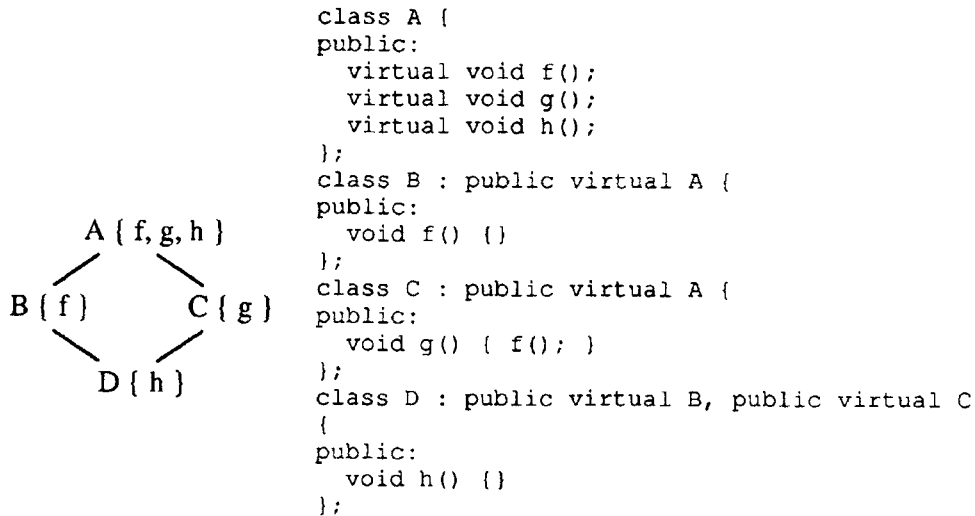 A { f, g, h }
B { f }
C { g }
D { h }
class A {
public:
  virtual void f();
  virtual void g();
  virtual void h();
};
class B : public virtual A {
public:
  void f() {}
};
class C : public virtual A {
public:
  void g() { f(); }
};
class D : public virtual B, public virtual C
{
public:
  void h() {}
};